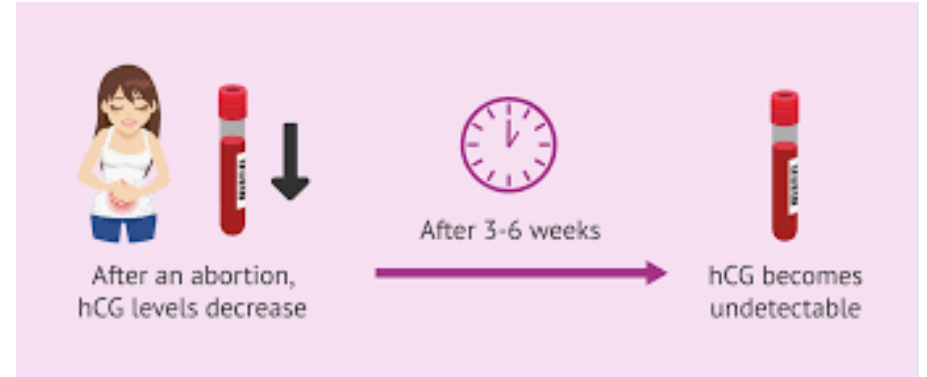 After an abortion,
hCG levels decrease
After 3-6 weeks
hCG becomes
undetectable